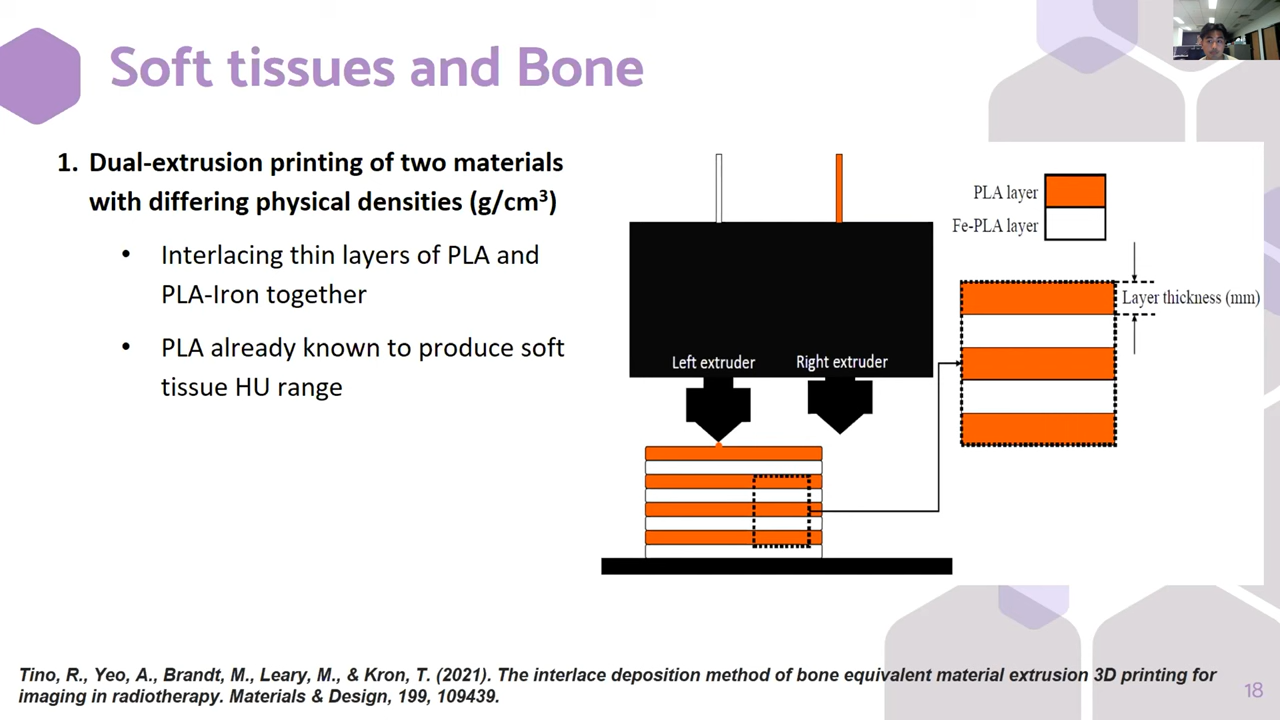 Soft tissues and Bone
1. Dual-extrusion printing of two materials
with differing physical densities (g/cm³)
• Interlacing thin layers of PLA and
PLA-Iron together
• PLA already known to produce soft
tissue HU range
PLA layer
Fe-PLA layer
Layer thickness (mm)
Left extruder
Right extruder
Tino, R., Yeo, A., Brandt, M., Leary, M., & Kron, T. (2021). The interlace deposition method of bone equivalent material extrusion 3D printing for
imaging in radiotherapy. Materials & Design, 199, 109439.
18